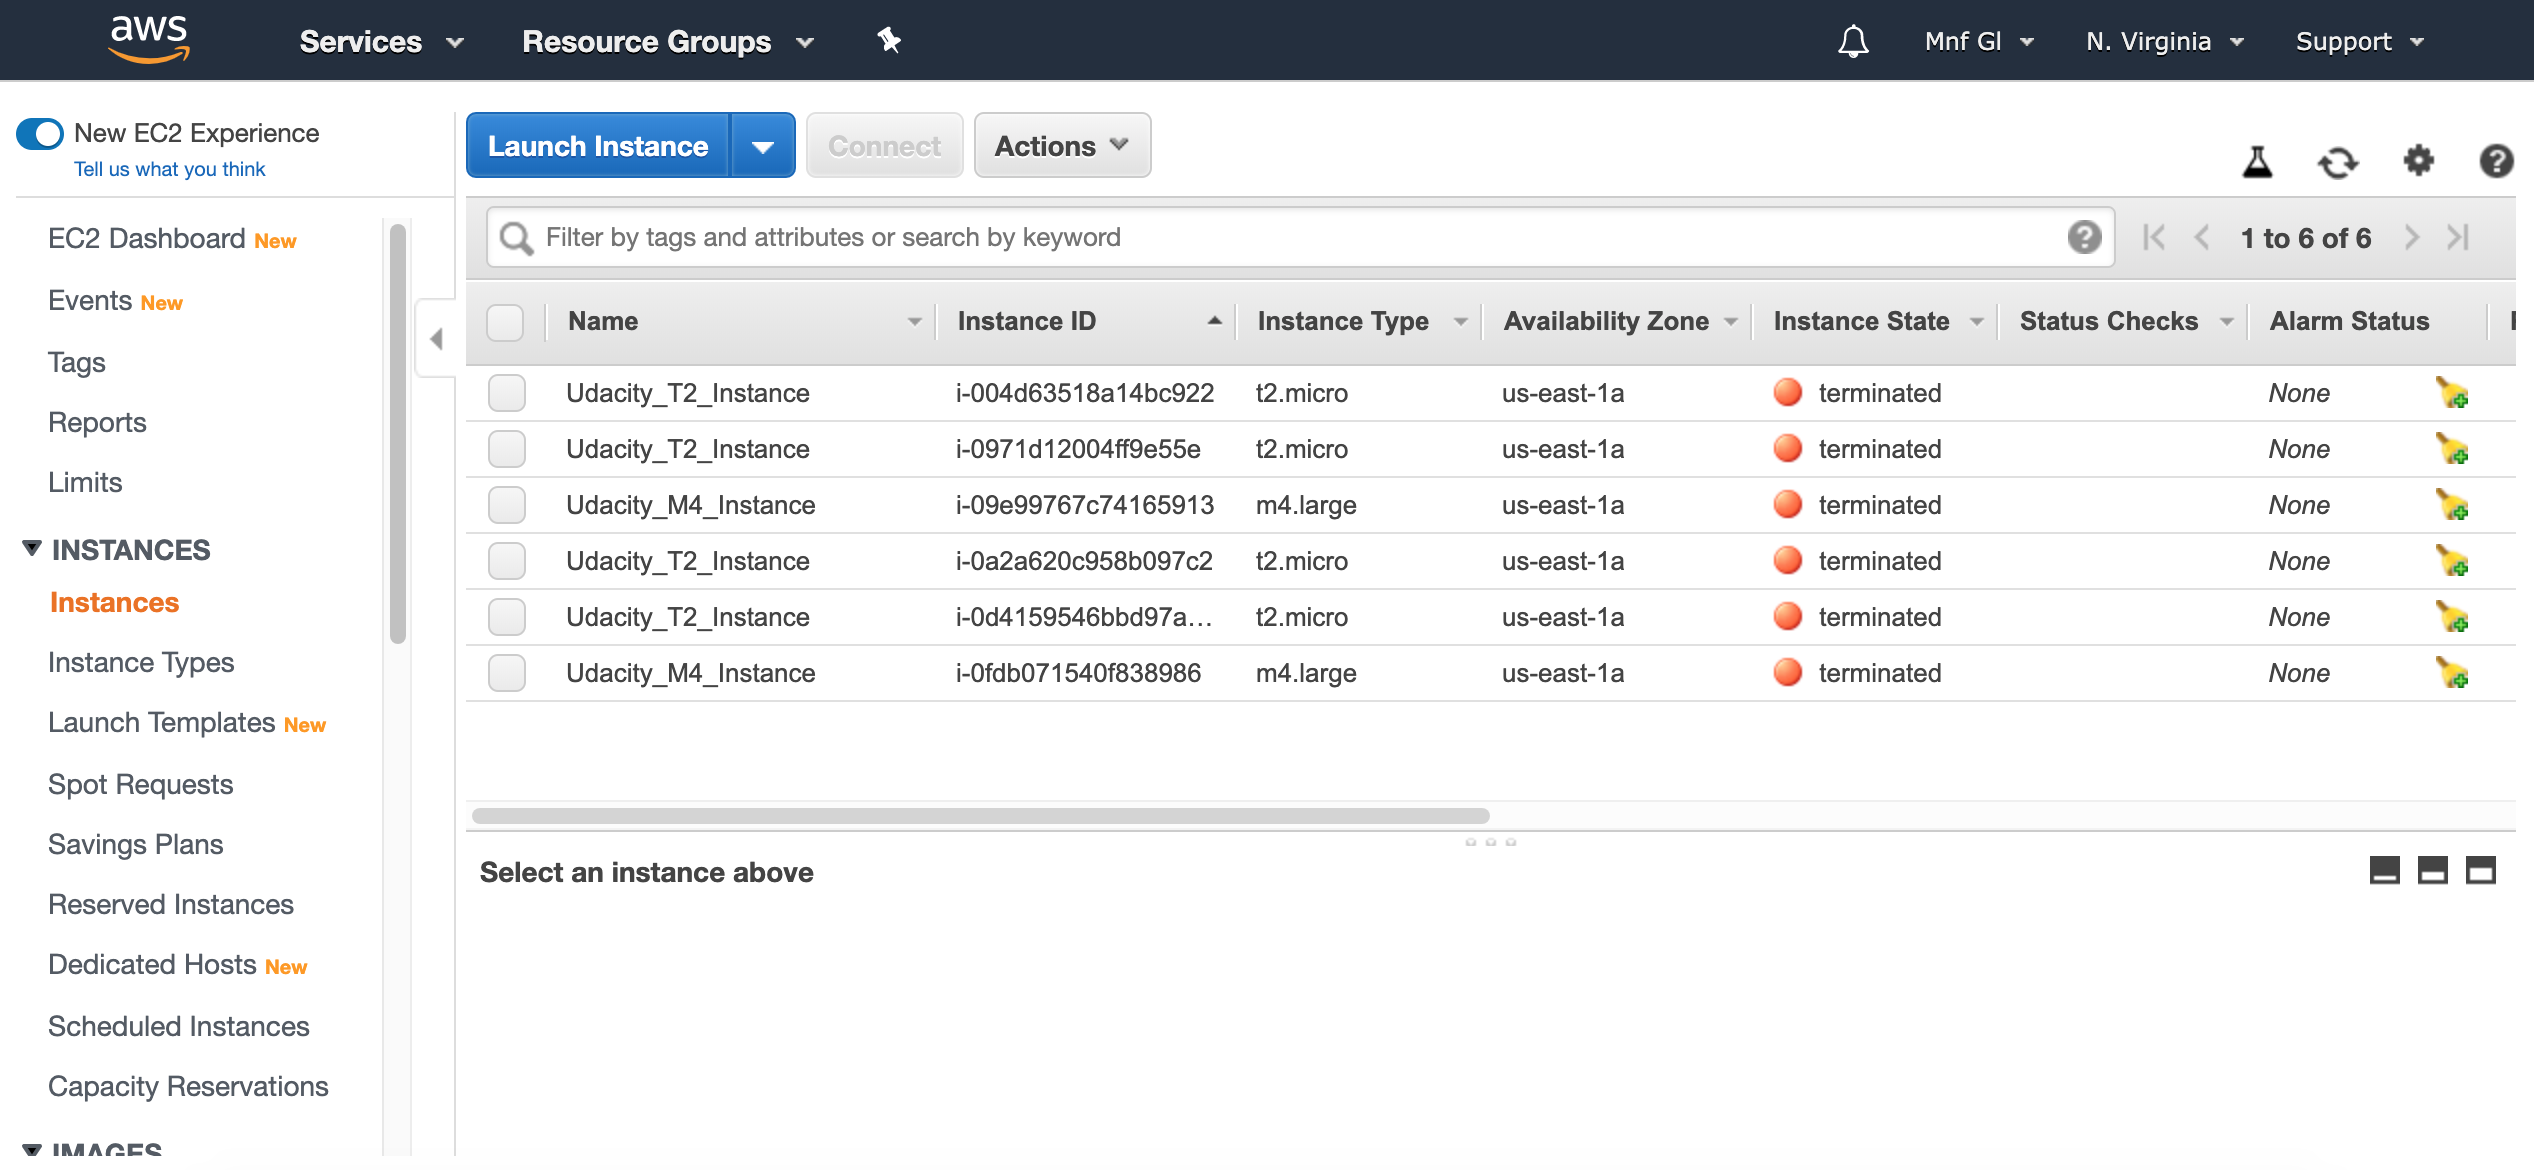 aws Services Resource Groups Mnf Gl N. Virginia Support
New EC2 Experience
Tell us what you think
EC2 Dashboard New
Events New
Tags
Reports
Limits
INSTANCES
Instances
Instance Types
Launch Templates New
Spot Requests
Savings Plans
Reserved Instances
Dedicated Hosts New
Scheduled Instances
Capacity Reservations
IMAGES
Launch Instance Connect Actions
Filter by tags and attributes or search by keyword 1 to 6 of 6
Name Instance ID Instance Type Availability Zone Instance State Status Checks Alarm Status
Udacity_T2_Instance i-004d63518a14bc922 t2.micro us-east-1a terminated None
Udacity_T2_Instance i-0971d12004ff9e55e t2.micro us-east-1a terminated None
Udacity_M4_Instance i-09e99767c74165913 m4.large us-east-1a terminated None
Udacity_T2_Instance i-0a2a620c958b097c2 t2.micro us-east-1a terminated None
Udacity_T2_Instance i-0d4159546bbd97a... t2.micro us-east-1a terminated None
Udacity_M4_Instance i-0fdb071540f838986 m4.large us-east-1a terminated None
Select an instance above